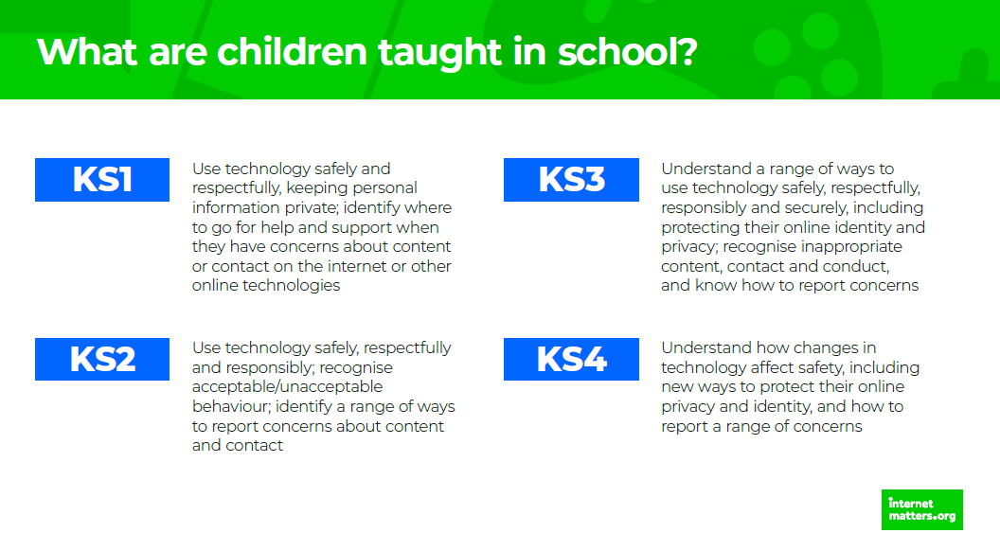 What are children taught in school?
KS1
Use technology safely and
respectfully, keeping personal
information private; identify where
to go for help and support when
they have concerns about content
or contact on the internet or other
online technologies
KS2
Use technology safely, respectfully
and responsibly; recognise
acceptable/unacceptable
behaviour; identify a range of ways
to report concerns about content
and contact
KS3
Understand a range of ways to
use technology safely, respectfully,
responsibly and securely, including
protecting their online identity and
privacy; recognise inappropriate
content, contact and conduct,
and know how to report concerns
KS4
Understand how changes in
technology affect safety, including
new ways to protect their online
privacy and identity, and how to
report a range of concerns
internet
matters.org